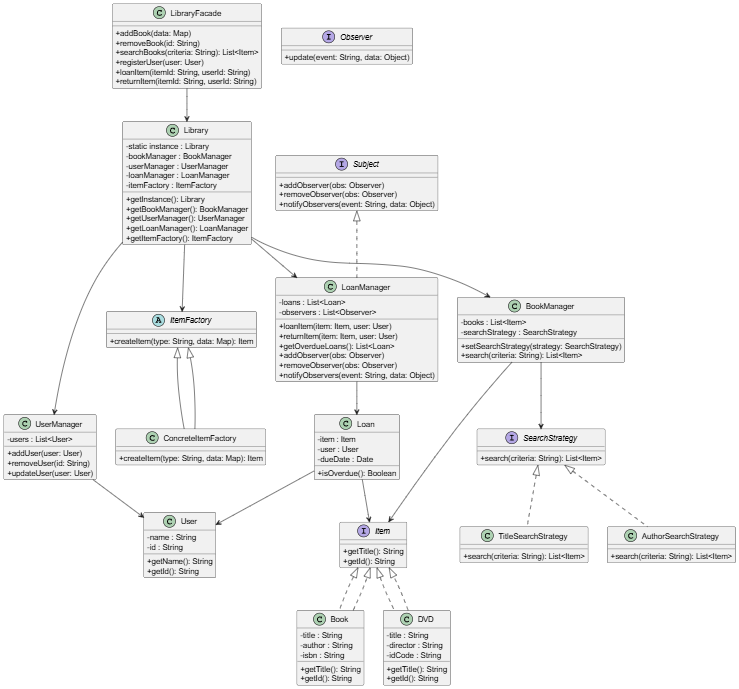 C LibraryFacade
+addBook(data: Map)
+removeBook(id: String)
+searchBooks(criteria: String): List<Item>
+registerUser(user: User)
+loanItem(itemId: String, userId: String)
+returnItem(itemId: String, userId: String)
I Observer
+update(event: String, data: Object)
C Library
-static instance : Library
-bookManager : BookManager
-userManager : UserManager
-loanManager : LoanManager
-itemFactory : ItemFactory
+getInstance(): Library
+getBookManager(): BookManager
+getUserManager(): UserManager
+getLoanManager(): LoanManager
+getItemFactory(): ItemFactory
I Subject
+addObserver(obs: Observer)
+removeObserver(obs: Observer)
+notifyObservers(event: String, data: Object)
A ItemFactory
+createItem(type: String, data: Map): Item
C LoanManager
-loans : List<Loan>
-observers : List<Observer>
+loanItem(item: Item, user: User)
+returnItem(item: Item, user: User)
+getOverdueLoans(): List<Loan>
+addObserver(obs: Observer)
+removeObserver(obs: Observer)
+notifyObservers(event: String, data: Object)
C BookManager
-books : List<Item>
-searchStrategy : SearchStrategy
+setSearchStrategy(strategy: SearchStrategy)
+search(criteria: String): List<Item>
C UserManager
-users : List<User>
+addUser(user: User)
+removeUser(id: String)
+updateUser(user: User)
C ConcreteItemFactory
+createItem(type: String, data: Map): Item
C Loan
-item : Item
-user : User
-dueDate : Date
+isOverdue(): Boolean
I SearchStrategy
+search(criteria: String): List<Item>
C User
-name : String
-id : String
+getName(): String
+getId(): String
I Item
+getTitle(): String
+getId(): String
C TitleSearchStrategy
+search(criteria: String): List<Item>
C AuthorSearchStrategy
+search(criteria: String): List<Item>
C Book
-title : String
-author : String
-isbn : String
+getTitle(): String
+getId(): String
C DVD
-title : String
-director : String
-idCode : String
+getTitle(): String
+getId(): String